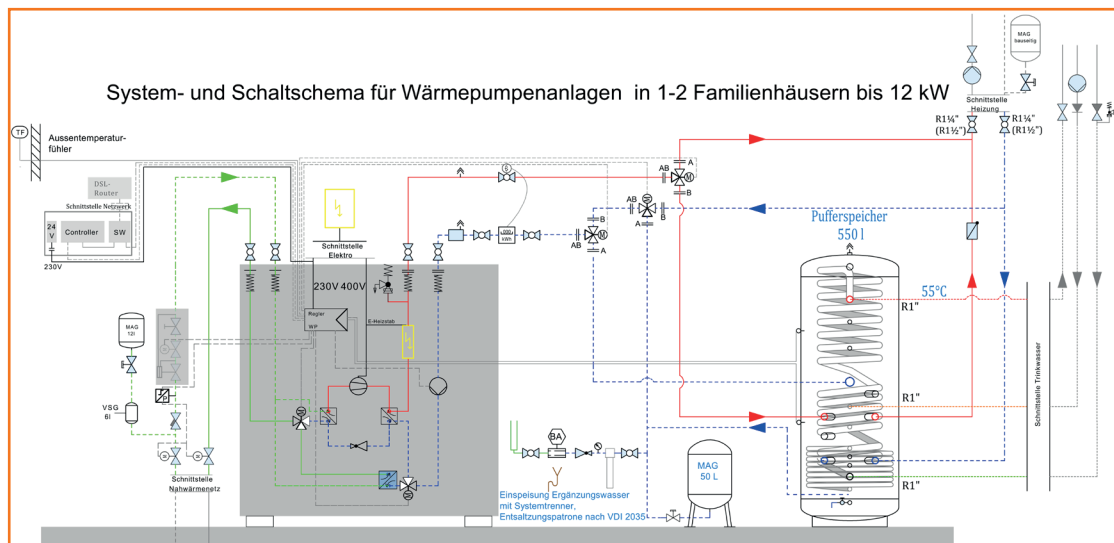 System- und Schaltschema für Wärmepumpenanlagen in 1-2 Familienhäusern bis 12 kW
MAG
bauseitig
Schnittstelle
Heizung
R1¼"
(R1½")
R1¼"
(R1½")
TF
Aussentemperatur-
fühler
DSL-
Router
Schnittstelle Netzwerk
24
V
Controller
SW
230V
Schnittstelle
Elektro
230V 400V
Regler
WP
E-Heizstab
kWh
A
AB
M
B
AB
M
B
A
B
AB
M
A
Pufferspeicher
550 l
55°C
R1"
R1"
R1"
Schnittstelle Trinkwasser
MAG
12l
VSG
6l
P
M
M
M
M
Schnittstelle
Nahwärmenetz
BA
Einspeisung Ergänzungswasser
mit Systemtrenner,
Entsalzungspatrone nach VDI 2035
MAG
50 L